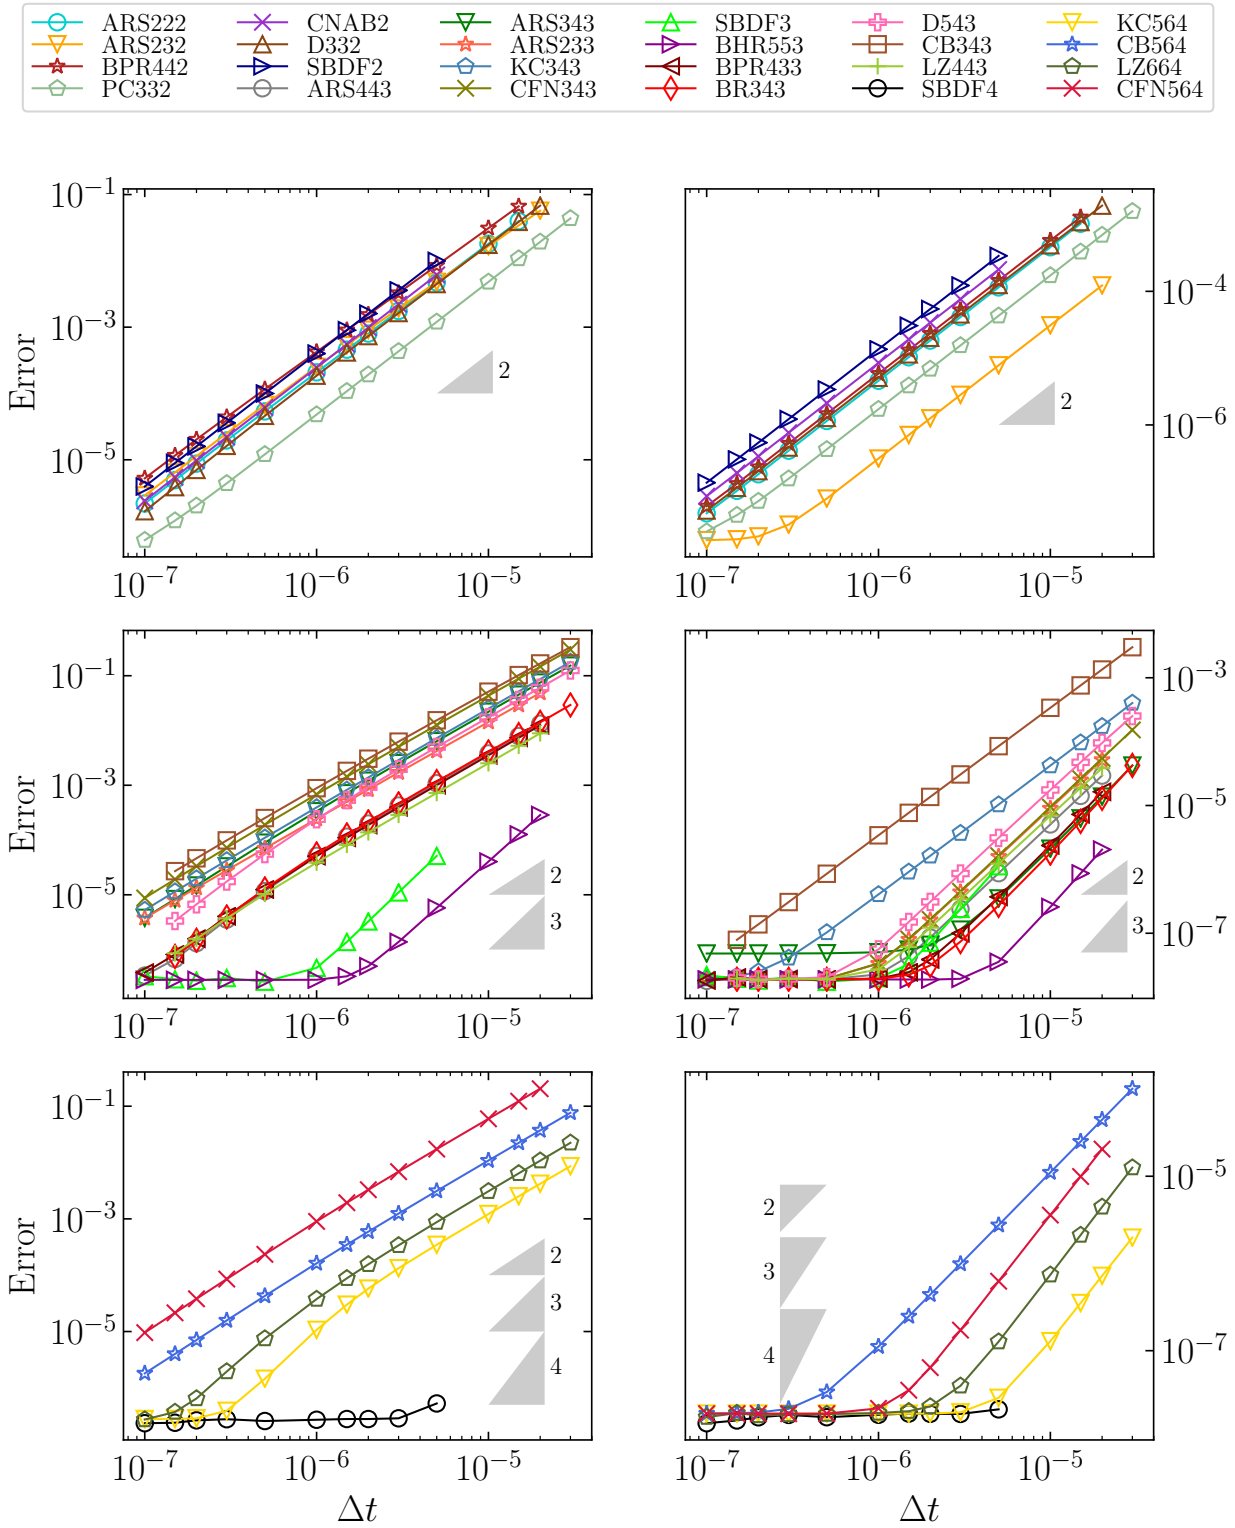 ARS222 CNAB2 ARS343 SBDF3 D543 KC564
ARS232 D332 ARS233 BHR553 CB343 CB564
BPR442 SBDF2 KC343 BPR433 LZ443 LZ664
PC332 ARS443 CFN343 BR343 SBDF4 CFN564
10⁻¹
10⁻³
10⁻⁵
Error
2
10⁻⁷ 10⁻⁶ 10⁻⁵
10⁻⁴
10⁻⁶
2
10⁻⁷ 10⁻⁶ 10⁻⁵
10⁻¹
10⁻³
10⁻⁵
Error
2
3
10⁻⁷ 10⁻⁶ 10⁻⁵
10⁻³
10⁻⁵
10⁻⁷
2
3
10⁻⁷ 10⁻⁶ 10⁻⁵
10⁻¹
10⁻³
10⁻⁵
Error
2
3
4
10⁻⁷ 10⁻⁶ 10⁻⁵
Δt
10⁻⁵
10⁻⁷
2
3
4
10⁻⁷ 10⁻⁶ 10⁻⁵
Δt